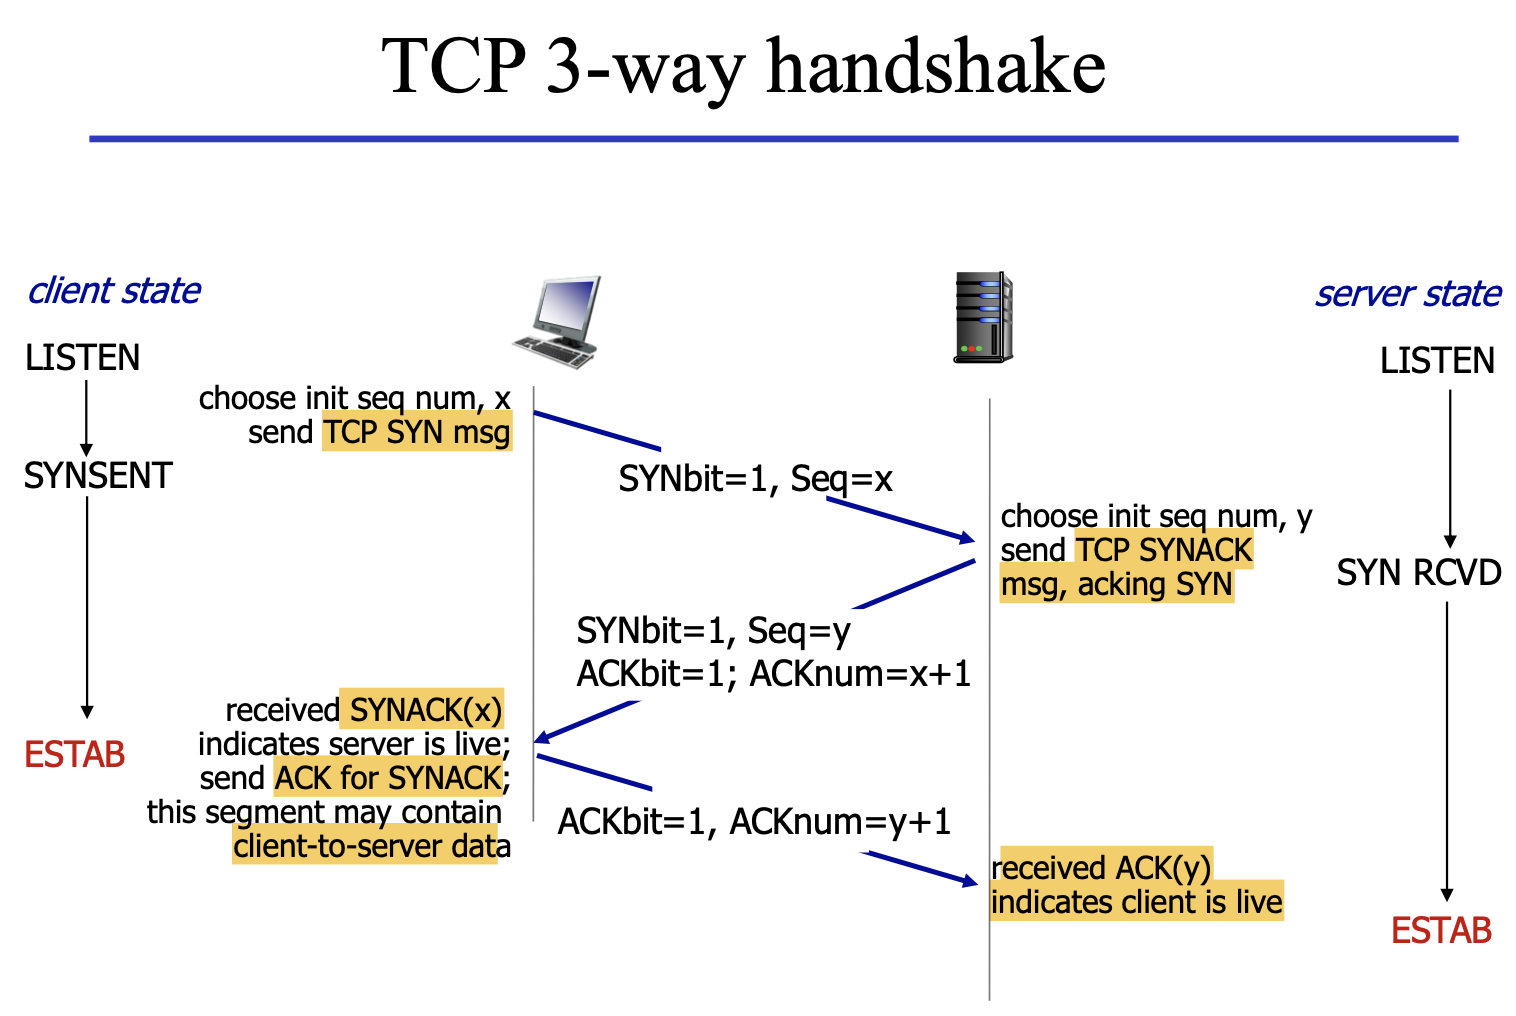 TCP 3-way handshake
client state
server state
LISTEN
LISTEN
choose init seq num, x
send TCP SYN msg
SYNSENT
SYNbit=1, Seq=x
choose init seq num, y
send TCP SYNACK
msg, acking SYN
SYN RCVD
SYNbit=1, Seq=y
ACKbit=1; ACKnum=x+1
received SYNACK(x)
indicates server is live;
send ACK for SYNACK;
this segment may contain
client-to-server data
ESTAB
ACKbit=1, ACKnum=y+1
received ACK(y)
indicates client is live
ESTAB